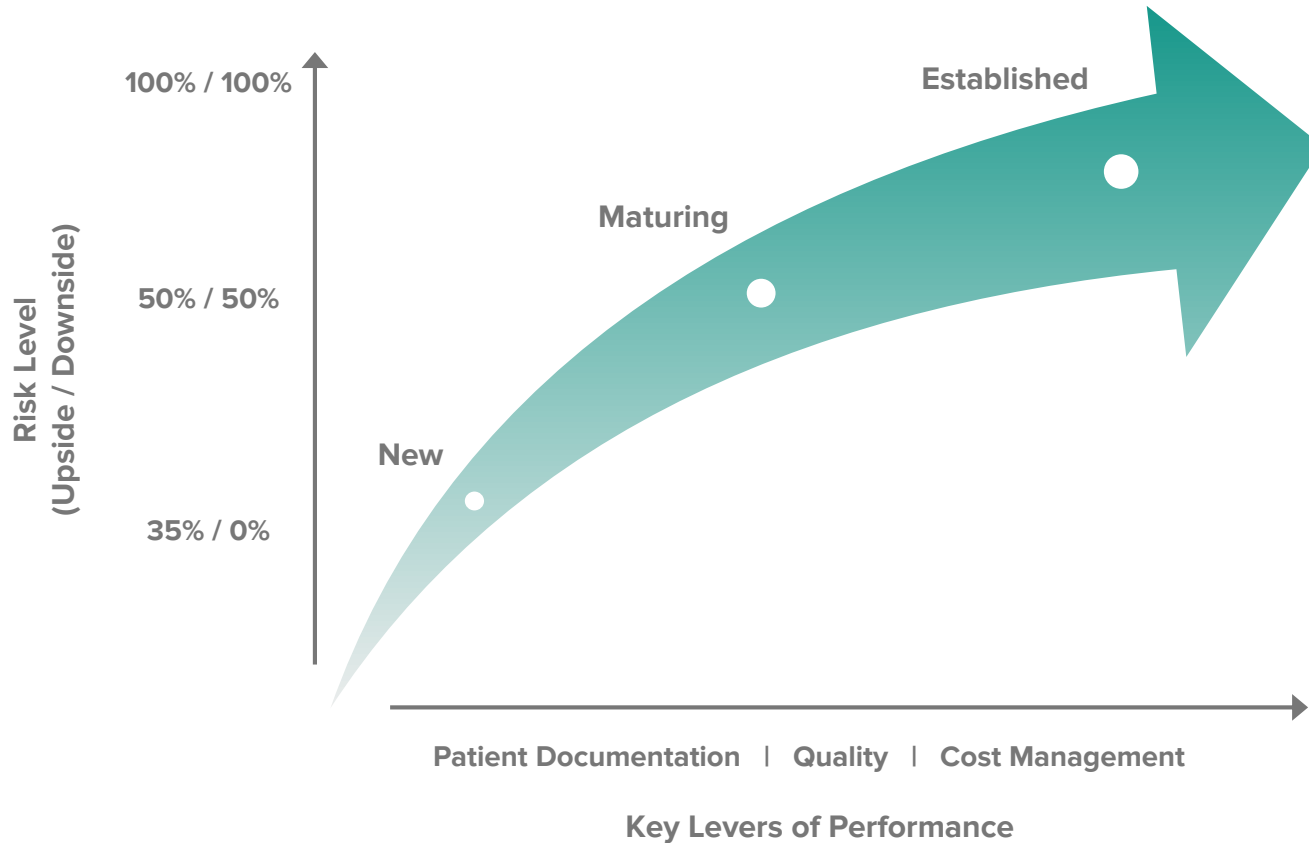 100% / 100%
50% / 50%
35% / 0%
Risk Level
(Upside / Downside)
New
Maturing
Established
Patient Documentation | Quality | Cost Management
Key Levers of Performance